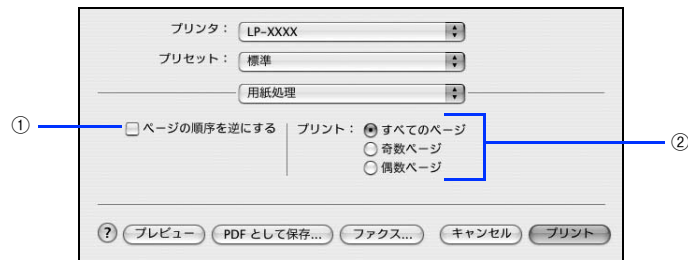 プリンタ： LP-XXXX
プリセット： 標準
用紙処理
① ページの順序を逆にする プリント： すべてのページ ②
奇数ページ
偶数ページ
? プレビュー PDF として保存... ファクス... キャンセル プリント